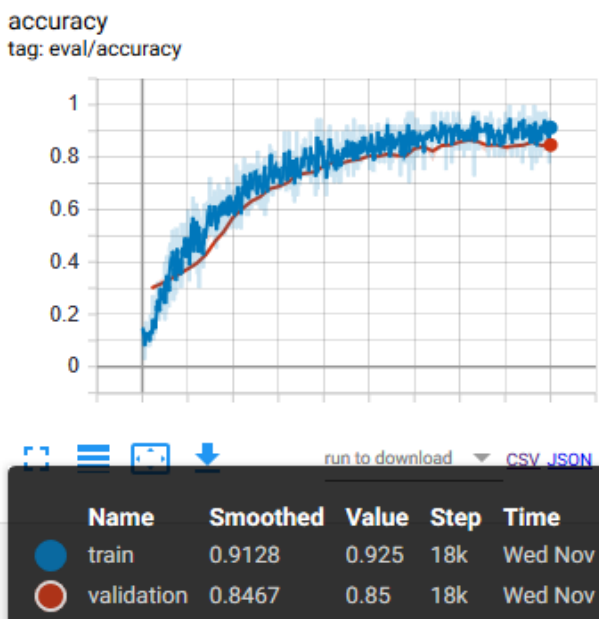 accuracy
tag: eval/accuracy
1
0.8
0.6
0.4
0.2
0
run to download CSV JSON
Name Smoothed Value Step Time
train 0.9128 0.925 18k Wed Nov
validation 0.8467 0.85 18k Wed Nov